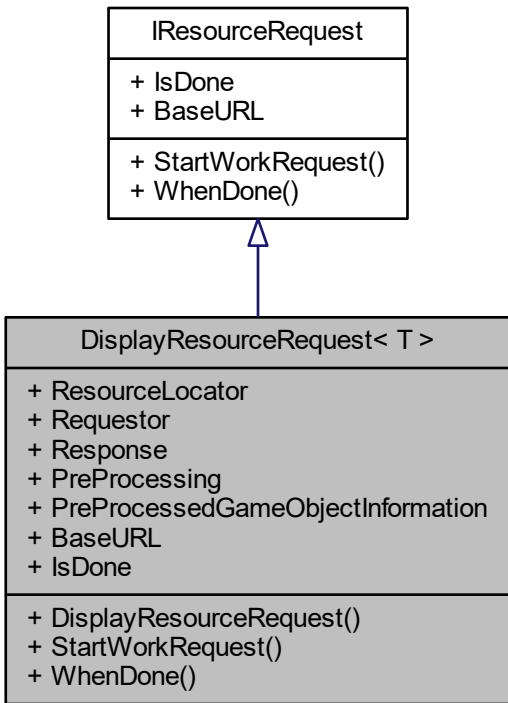 IResourceRequest
+ IsDone
+ BaseURL
+ StartWorkRequest()
+ WhenDone()
DisplayResourceRequest< T >
+ ResourceLocator
+ Requestor
+ Response
+ PreProcessing
+ PreProcessedGameObjectInformation
+ BaseURL
+ IsDone
+ DisplayResourceRequest()
+ StartWorkRequest()
+ WhenDone()